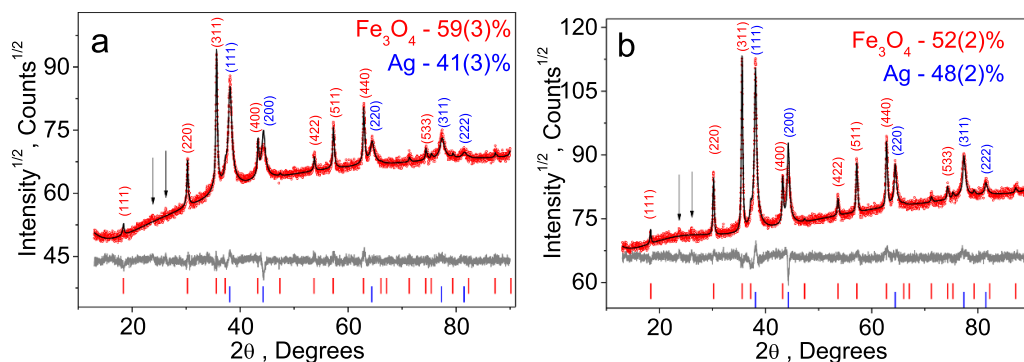 a
Fe3O4 - 59(3)%
Ag - 41(3)%
Intensity1/2, Counts1/2
90
75
60
45
(111)
(220)
(311)
(111)
(400)
(200)
(422)
(511)
(440)
(220)
(533)
(311)
(222)
20 40 60 80
2θ , Degrees
b
Fe3O4 - 52(2)%
Ag - 48(2)%
Intensity1/2, Counts1/2
120
105
90
75
60
(111)
(220)
(311)
(111)
(400)
(200)
(422)
(511)
(440)
(220)
(533)
(311)
(222)
20 40 60 80
2θ , Degrees